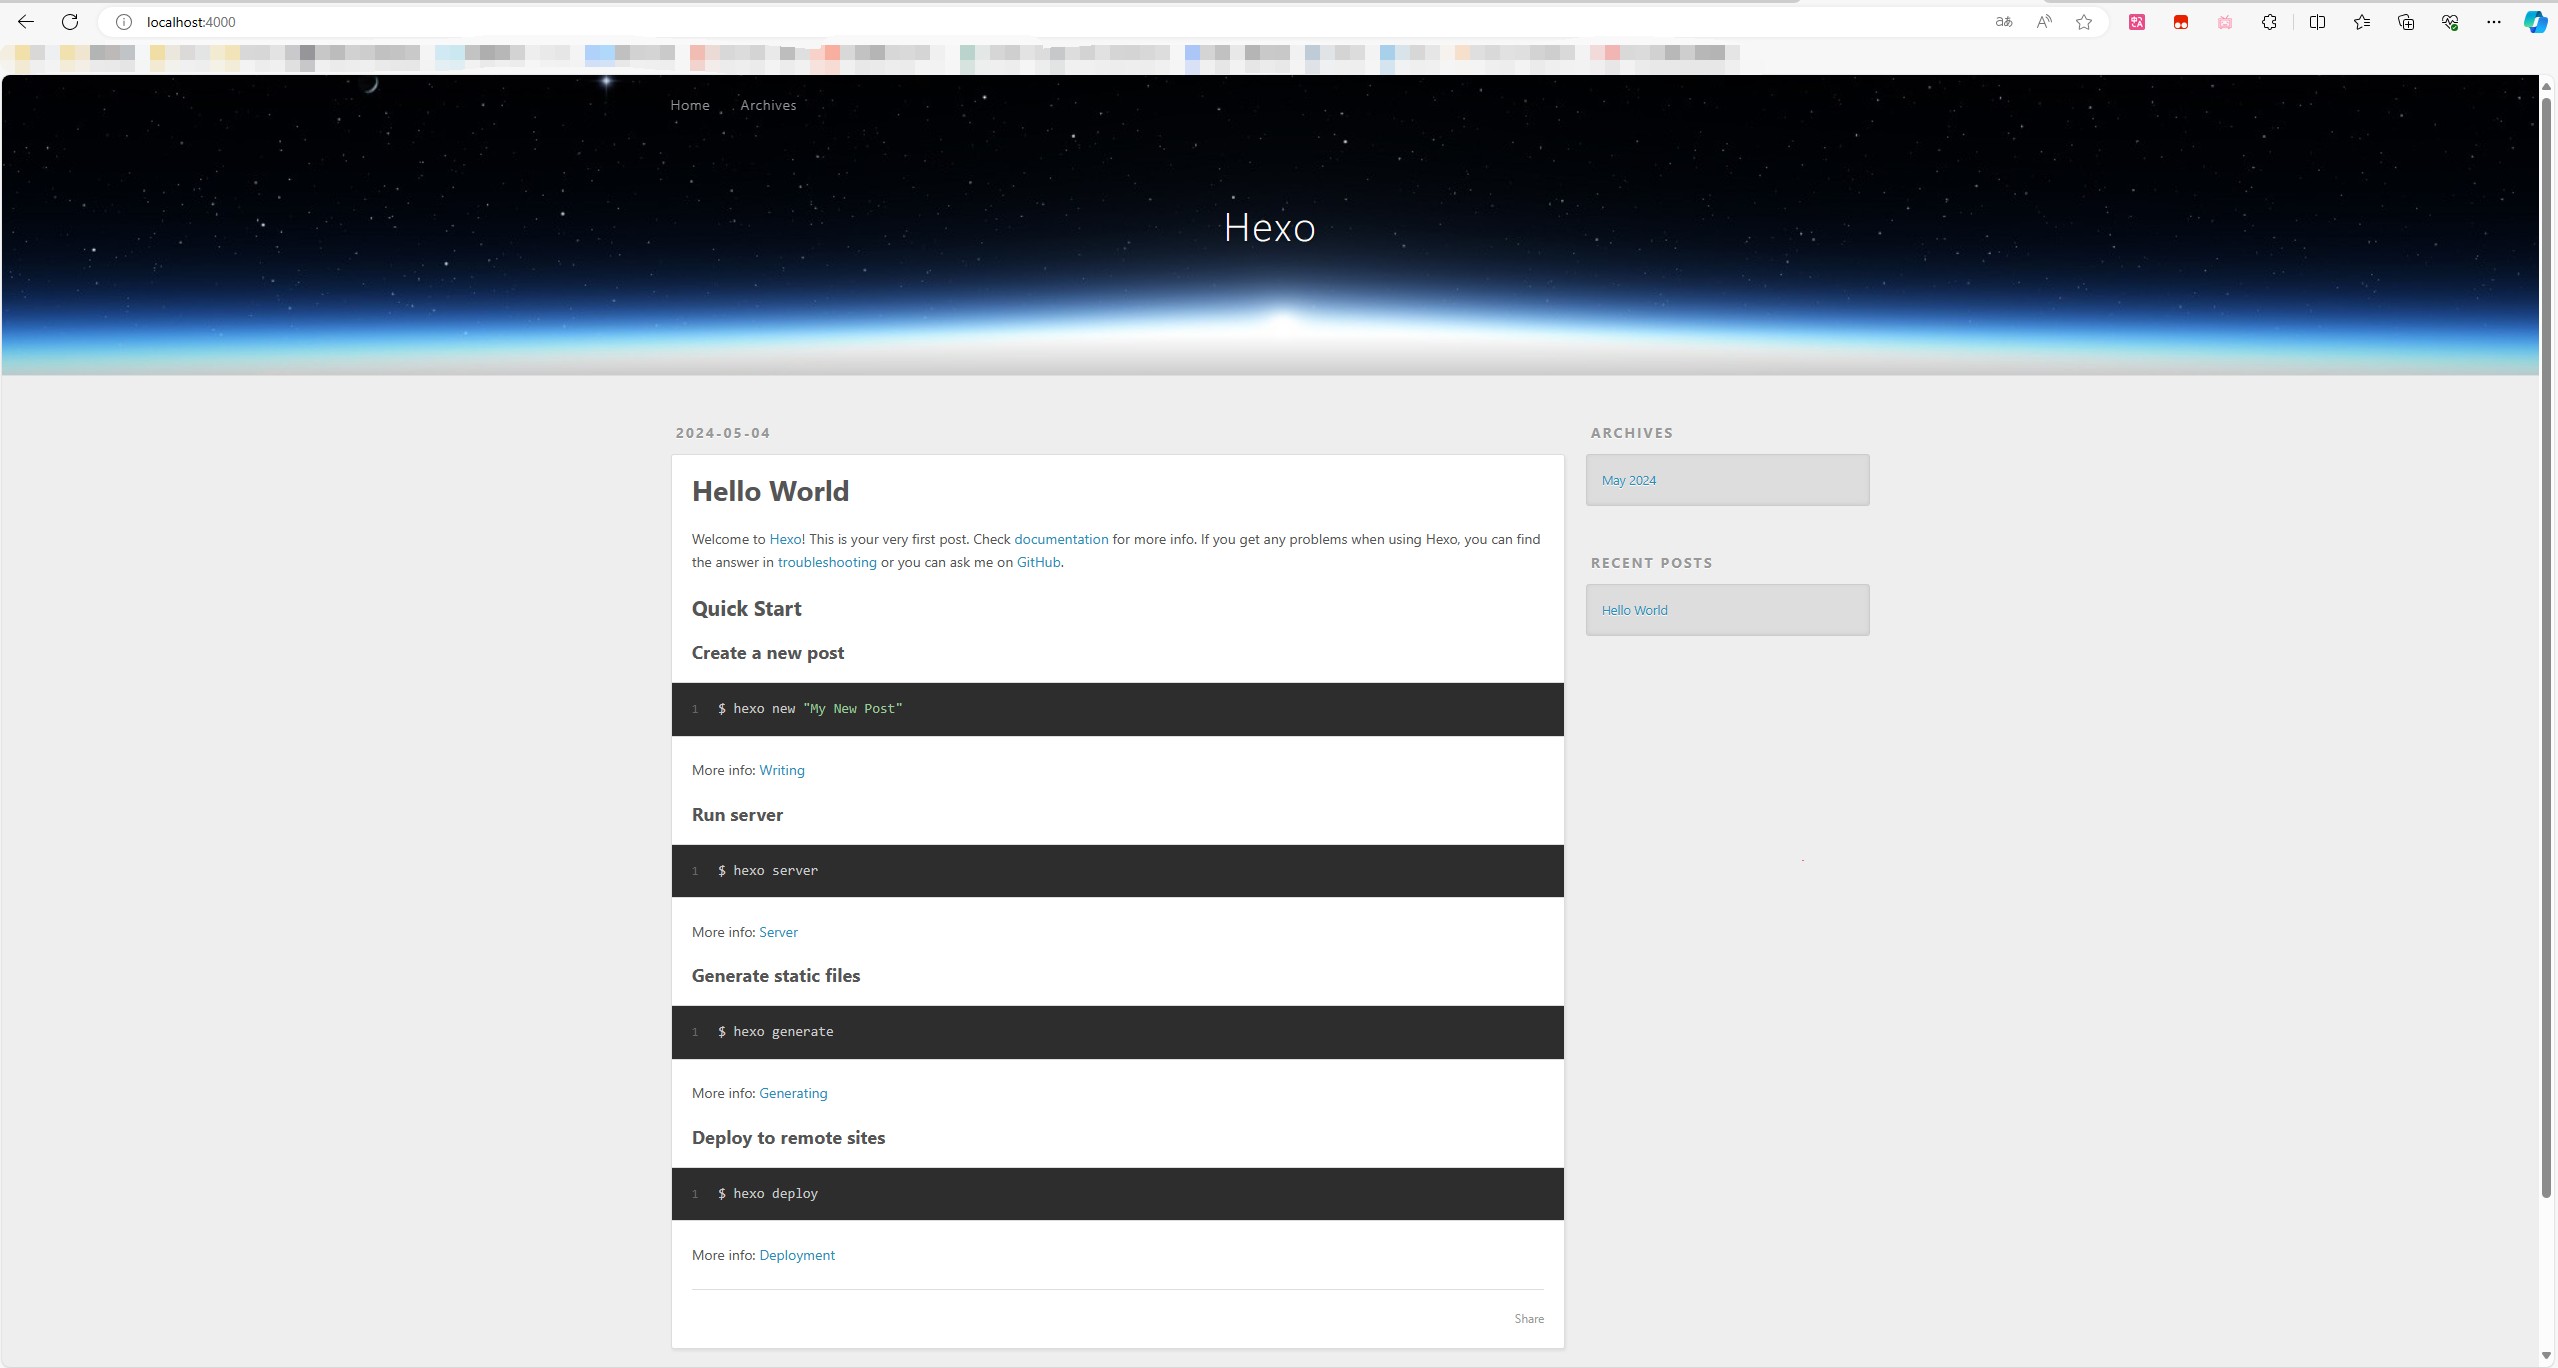 localhost:4000
Home
Archives
Hexo
2024-05-04
Hello World
Welcome to Hexo! This is your very first post. Check documentation for more info. If you get any problems when using Hexo, you can find
the answer in troubleshooting or you can ask me on GitHub.
Quick Start
Create a new post
1 $ hexo new "My New Post"
More info: Writing
Run server
1 $ hexo server
More info: Server
Generate static files
1 $ hexo generate
More info: Generating
Deploy to remote sites
1 $ hexo deploy
More info: Deployment
Share
ARCHIVES
May 2024
RECENT POSTS
Hello World